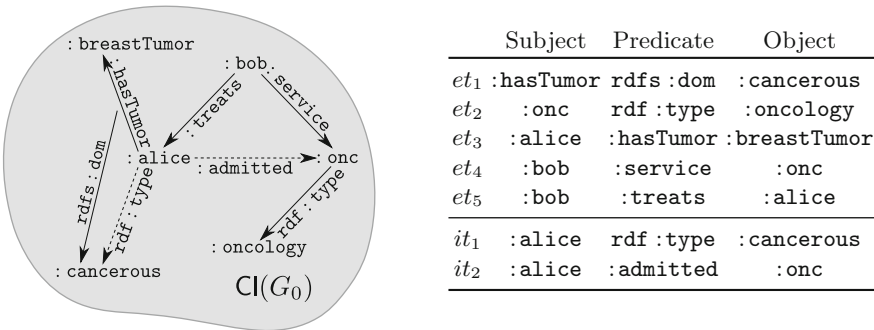 :breastTumor
:hasTumor
:bob
:service
:treats
:alice
:admitted
:onc
rdfs:dom
rdf:type
rdf:type
:oncology
:cancerous
Cl(G0)
Subject Predicate Object
et1 :hasTumor rdfs:dom :cancerous
et2 :onc rdf:type :oncology
et3 :alice :hasTumor :breastTumor
et4 :bob :service :onc
et5 :bob :treats :alice
it1 :alice rdf:type :cancerous
it2 :alice :admitted :onc